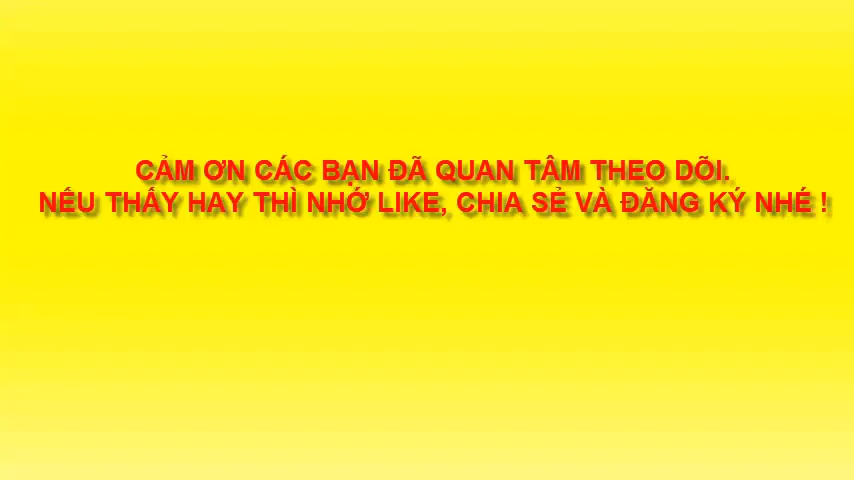 CẢM ƠN CÁC BẠN ĐÃ QUAN TÂM THEO DÕI.
NẾU THẤY HAY THÌ NHỚ LIKE, CHIA SẺ VÀ ĐĂNG KÝ NHÉ !